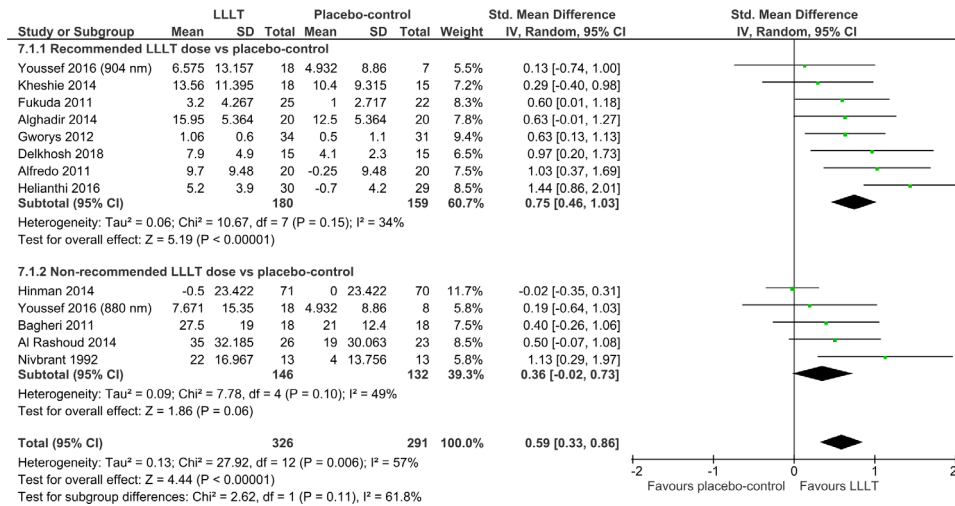 LLLT Placebo-control Std. Mean Difference Std. Mean Difference
Study or Subgroup Mean SD Total Mean SD Total Weight IV, Random, 95% CI IV, Random, 95% CI
7.1.1 Recommended LLLT dose vs placebo-control
Youssef 2016 (904 nm) 6.575 13.157 18 4.932 8.86 7 5.5% 0.13 [-0.74, 1.00]
Kheshie 2014 13.56 11.395 18 10.4 9.315 15 7.2% 0.29 [-0.40, 0.98]
Fukuda 2011 3.2 4.267 25 1 2.717 22 8.4% 0.60 [0.01, 1.18]
Alghadir 2014 15.95 5.364 20 12.5 5.364 20 7.8% 0.63 [-0.01, 1.27]
Gworys 2012 1.06 0.6 34 0.5 1.1 31 9.4% 0.63 [0.13, 1.13]
Delkhosh 2018 7.9 4.9 15 4.1 2.3 15 6.4% 0.97 [0.20, 1.73]
Alfredo 2011 9.7 9.48 20 -0.25 9.48 20 7.5% 1.03 [0.37, 1.69]
Helianthi 2016 5.2 3.9 30 -0.7 4.2 29 8.5% 1.44 [0.86, 2.01]
Subtotal (95% CI) 180 159 60.7% 0.75 [0.46, 1.03]
Heterogeneity: Tau² = 0.06; Chi² = 10.67, df = 7 (P = 0.15); I² = 34%
Test for overall effect: Z = 5.19 (P < 0.00001)
7.1.2 Non-recommended LLLT dose vs placebo-control
Hinman 2014 -0.5 23.422 71 0 23.422 70 11.7% -0.02 [-0.35, 0.31]
Youssef 2016 (880 nm) 7.671 15.35 18 4.932 8.86 8 5.8% 0.19 [-0.64, 1.03]
Bagheri 2011 27.5 19 18 21 12.4 18 7.5% 0.40 [-0.26, 1.06]
Al Rashoud 2014 35 32.185 26 19 30.063 23 8.5% 0.50 [-0.07, 1.08]
Nivbrant 1992 22 16.967 13 4 13.756 13 5.8% 1.13 [0.29, 1.97]
Subtotal (95% CI) 146 132 39.3% 0.36 [-0.02, 0.73]
Heterogeneity: Tau² = 0.09; Chi² = 7.78, df = 4 (P = 0.10); I² = 49%
Test for overall effect: Z = 1.86 (P = 0.06)
Total (95% CI) 326 291 100.0% 0.59 [0.33, 0.86]
Heterogeneity: Tau² = 0.13; Chi² = 27.92, df = 12 (P = 0.006); I² = 57%
Test for overall effect: Z = 4.44 (P < 0.00001)
Test for subgroup differences: Chi² = 2.62, df = 1 (P = 0.11), I² = 61.8%
-2 -1 0 1 2
Favours placebo-control Favours LLLT